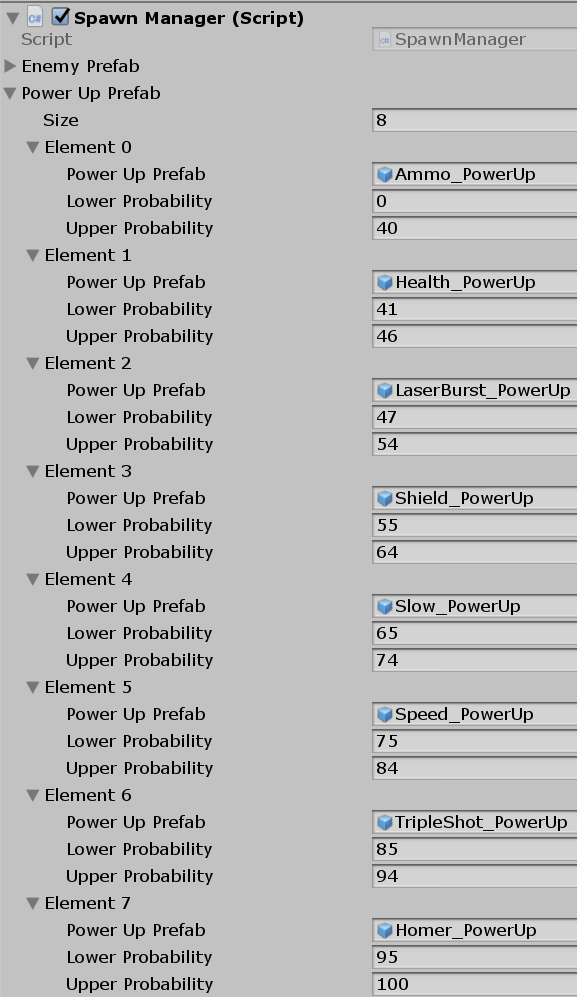 Spawn Manager (Script)
Script SpawnManager
Enemy Prefab
Power Up Prefab
Size 8
Element 0
Power Up Prefab Ammo_PowerUp
Lower Probability 0
Upper Probability 40
Element 1
Power Up Prefab Health_PowerUp
Lower Probability 41
Upper Probability 46
Element 2
Power Up Prefab LaserBurst_PowerUp
Lower Probability 47
Upper Probability 54
Element 3
Power Up Prefab Shield_PowerUp
Lower Probability 55
Upper Probability 64
Element 4
Power Up Prefab Slow_PowerUp
Lower Probability 65
Upper Probability 74
Element 5
Power Up Prefab Speed_PowerUp
Lower Probability 75
Upper Probability 84
Element 6
Power Up Prefab TripleShot_PowerUp
Lower Probability 85
Upper Probability 94
Element 7
Power Up Prefab Homer_PowerUp
Lower Probability 95
Upper Probability 100